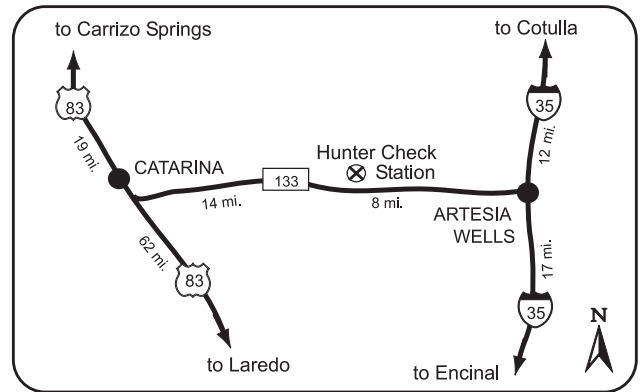 to Carrizo Springs
to Cotulla
83
35
19 mi.
12 mi.
CATARINA
Hunter Check
Station
133
14 mi.
8 mi.
ARTESIA
WELLS
62 mi.
17 mi.
83
35
N
to Laredo
to Encinal